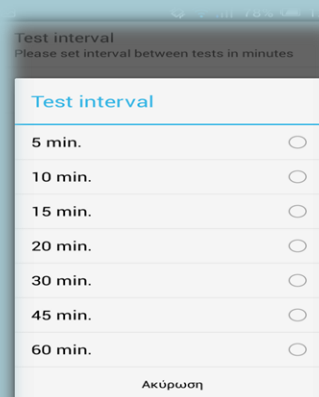 78%
Test interval
Please set interval between tests in minutes
Test interval
5 min.
10 min.
15 min.
20 min.
30 min.
45 min.
60 min.
Ακύρωση